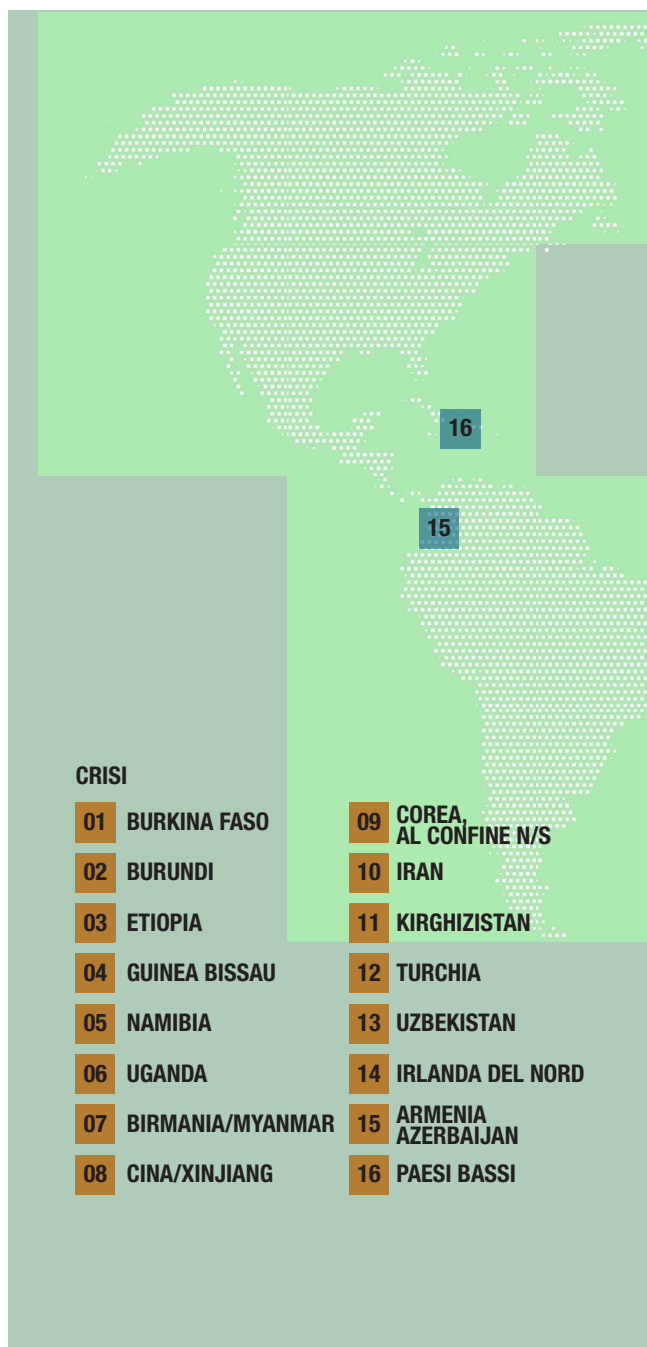 16
15
CRISI
01 BURKINA FASO
02 BURUNDI
03 ETIOPIA
04 GUINEA BISSAU
05 NAMIBIA
06 UGANDA
07 BIRMANIA/MYANMAR
08 CINA/XINJIANG
09 COREA,
AL CONFINE N/S
10 IRAN
11 KIRGHIZISTAN
12 TURCHIA
13 UZBEKISTAN
14 IRLANDA DEL NORD
15 ARMENIA
AZERBAIJAN
16 PAESI BASSI